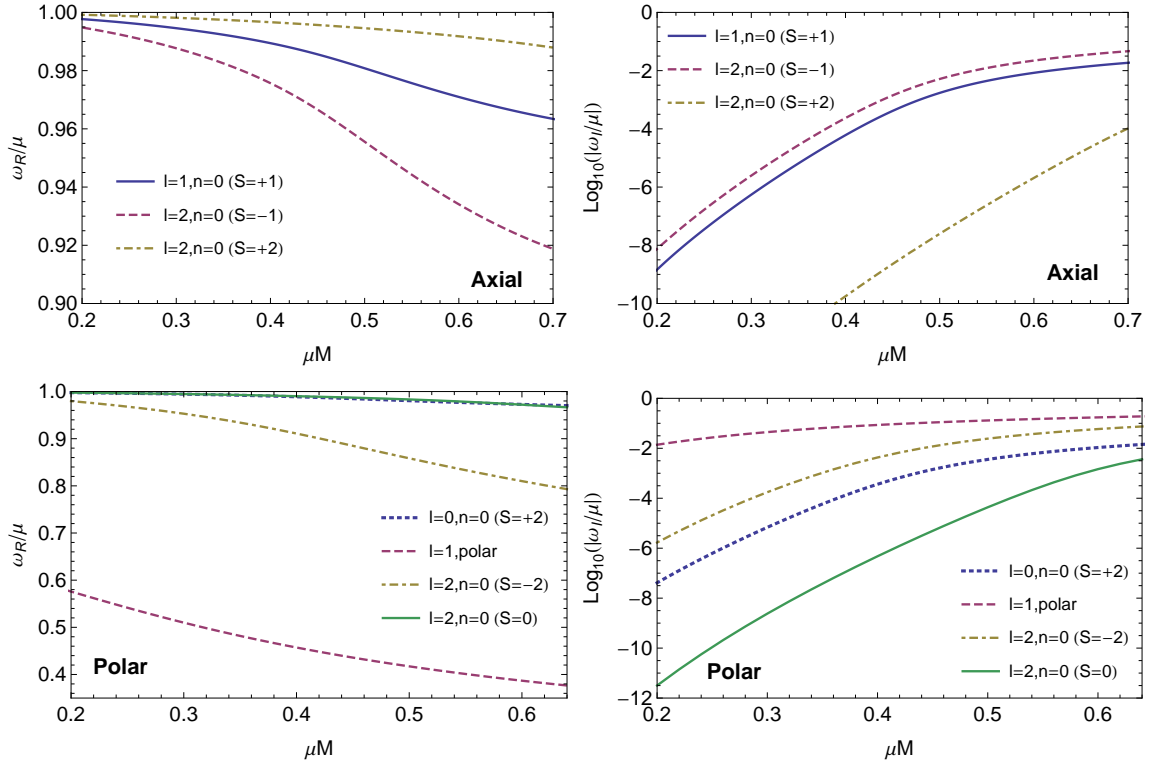 1.00
0.98
0.96
0.94
0.92
0.90
ω_R/μ
l=1,n=0 (S=+1)
l=2,n=0 (S=−1)
l=2,n=0 (S=+2)
Axial
0.2 0.3 0.4 0.5 0.6 0.7
μM
0
−2
−4
−6
−8
−10
Log₁₀(|ω_I/μ|)
l=1,n=0 (S=+1)
l=2,n=0 (S=−1)
l=2,n=0 (S=+2)
Axial
0.2 0.3 0.4 0.5 0.6 0.7
μM
1.0
0.9
0.8
0.7
0.6
0.5
0.4
ω_R/μ
l=0,n=0 (S=+2)
l=1,polar
l=2,n=0 (S=−2)
l=2,n=0 (S=0)
Polar
0.2 0.3 0.4 0.5 0.6
μM
0
−2
−4
−6
−8
−10
−12
Log₁₀(|ω_I/μ|)
l=0,n=0 (S=+2)
l=1,polar
l=2,n=0 (S=−2)
l=2,n=0 (S=0)
Polar
0.2 0.3 0.4 0.5 0.6
μM